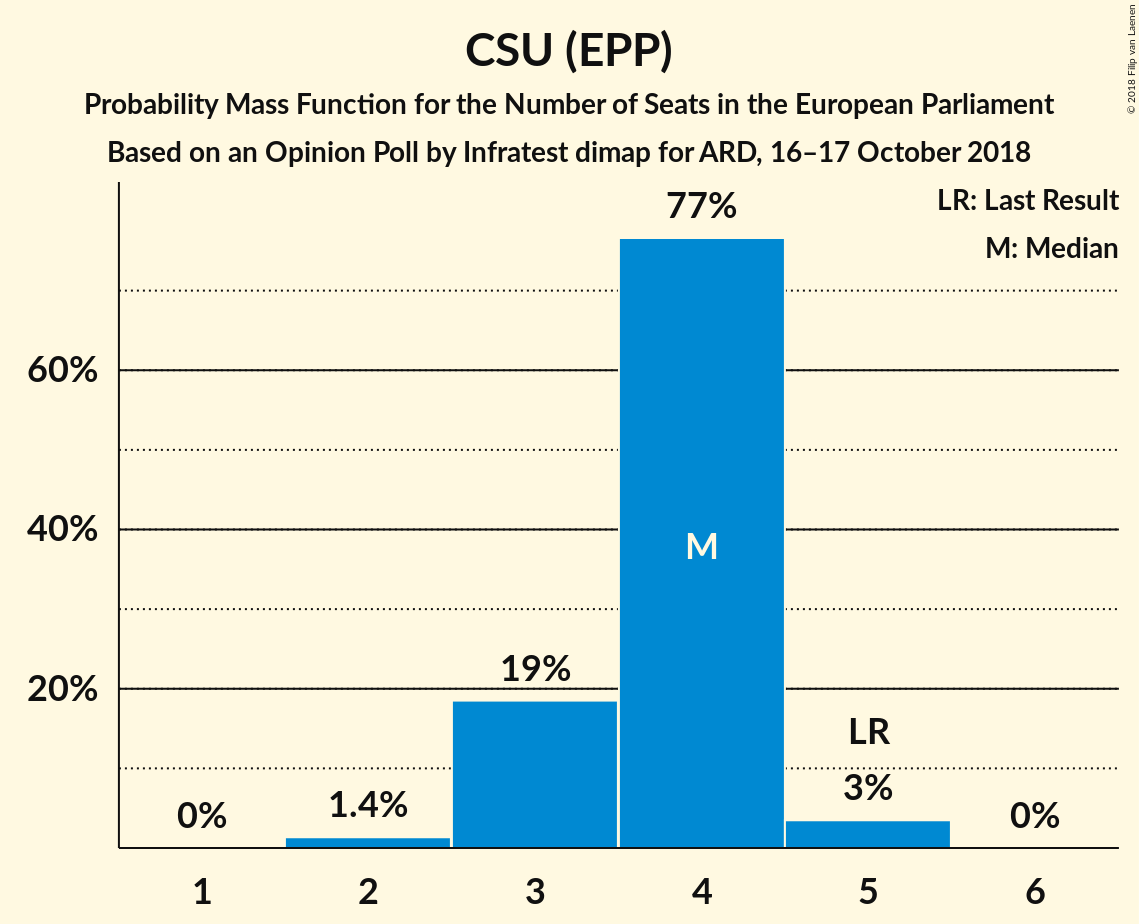 CSU (EPP)
Probability Mass Function for the Number of Seats in the European Parliament
Based on an Opinion Poll by Infratest dimap for ARD, 16–17 October 2018
© 2018 Filip van Laenen
LR: Last Result
M: Median
77%
60%
40%
M
19%
20%
LR
0%
1.4%
3%
0%
1 2 3 4 5 6